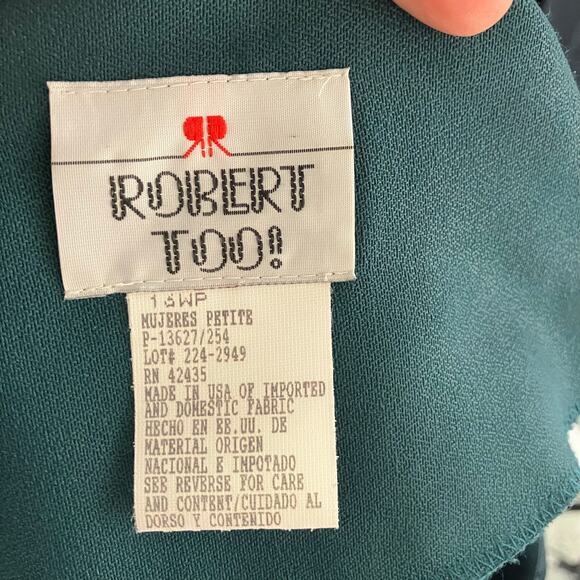 ROBERT
TOO!
MUJERES PETITE
P-13627/254
LOT# 224-2949
RN 42435
MADE IN USA OF IMPORTED
AND DOMESTIC FABRIC
HECHO EN EE.UU. DE
MATERIAL ORIGEN
NACIONAL E IMPOTADO
SEE REVERSE FOR CARE
AND CONTENT/CUIDADO AL
DORSO Y CONTENIDO